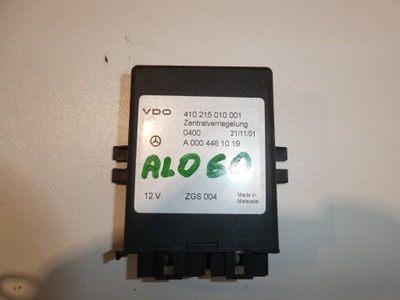 VDO 410 215 010 001
Zentralverriegelung
0400 21/11/01
A 000 446 10 19
ALO 60
12 V ZGS 004 Made in
Malaysia